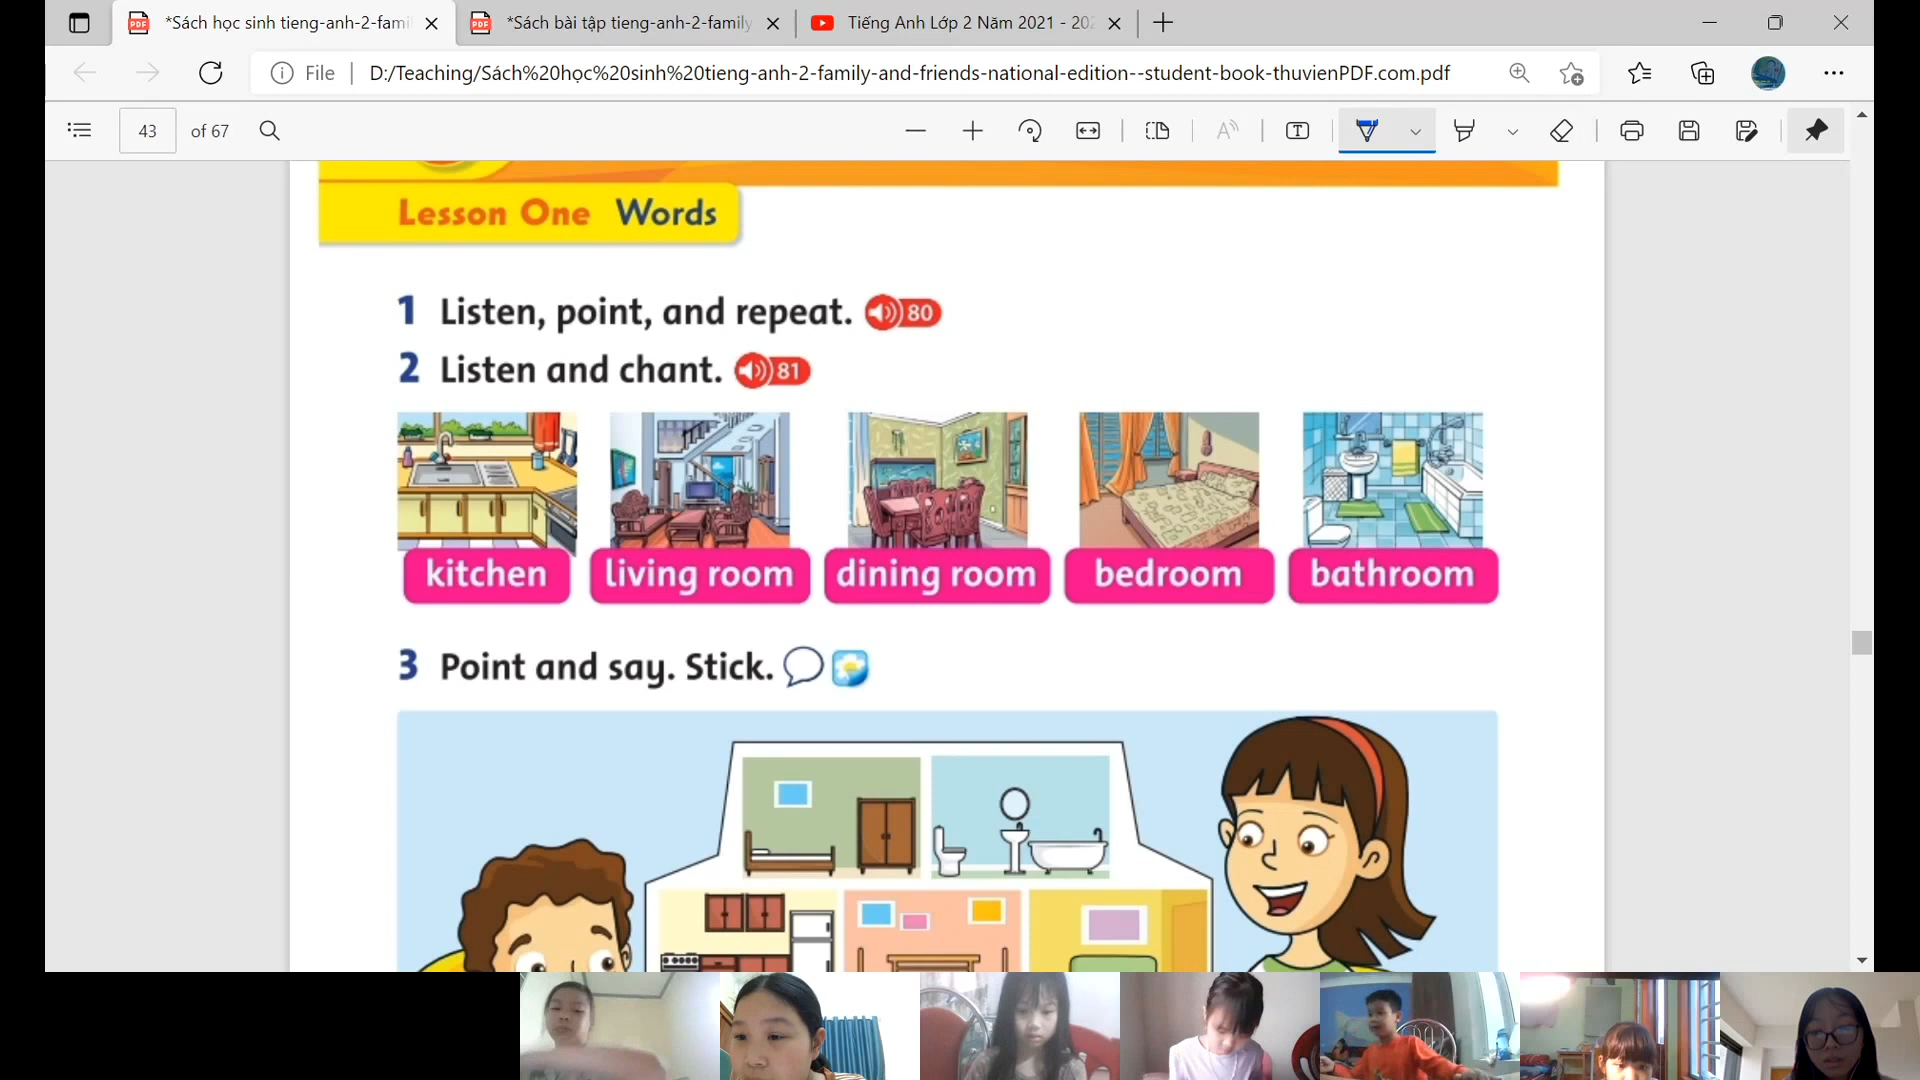 *Sách học sinh tieng-anh-2-fami
*Sách bài tập tieng-anh-2-family
Tiếng Anh Lớp 2 Năm 2021 - 202
File
D:/Teaching/Sách%20học%20sinh%20tieng-anh-2-family-and-friends-national-edition--student-book-thuvienPDF.com.pdf
43 of 67
Lesson One Words
1 Listen, point, and repeat. 80
2 Listen and chant. 81
kitchen living room dining room bedroom bathroom
3 Point and say. Stick.